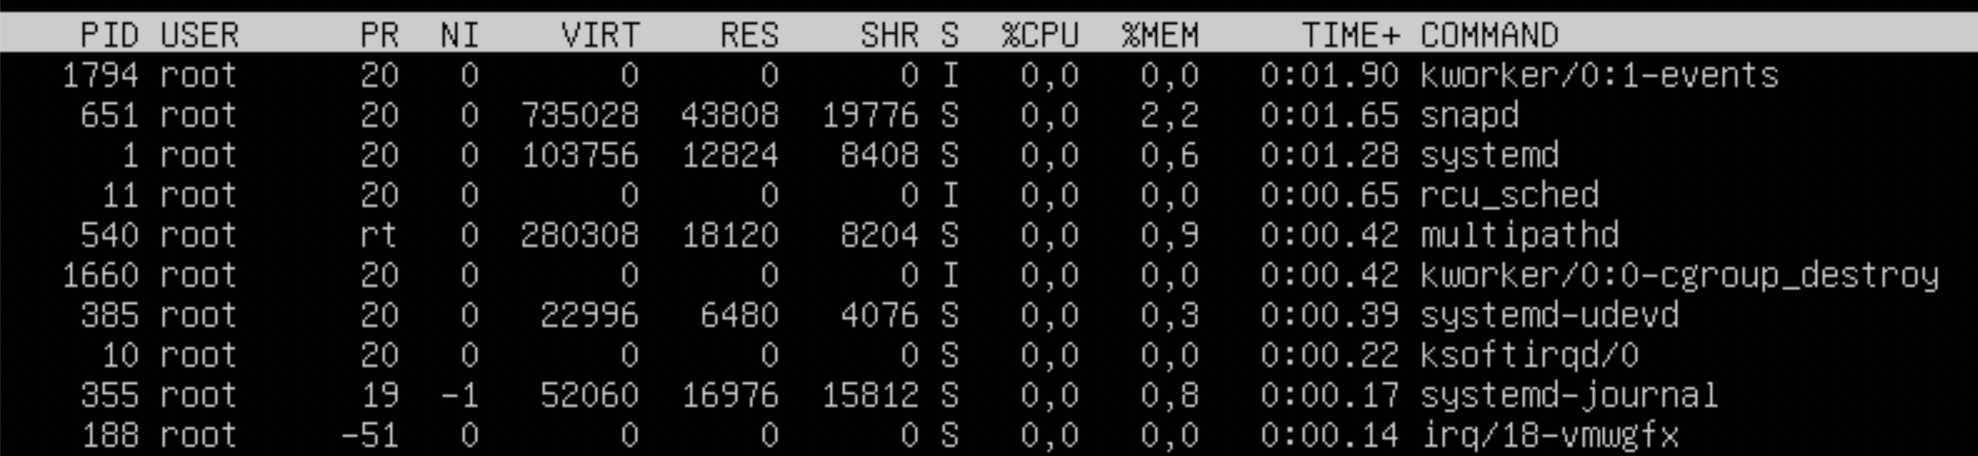 PID USER PR NI VIRT RES SHR S %CPU %MEM TIME+ COMMAND
1794 root 20 0 0 0 0 I 0,0 0,0 0:01.90 kworker/0:1-events
651 root 20 0 735028 43808 19776 S 0,0 2,2 0:01.65 snapd
1 root 20 0 103756 12824 8408 S 0,0 0,6 0:01.28 systemd
11 root 20 0 0 0 0 I 0,0 0,0 0:00.65 rcu_sched
540 root rt 0 280308 18120 8204 S 0,0 0,9 0:00.42 multipathd
1660 root 20 0 0 0 0 I 0,0 0,0 0:00.42 kworker/0:0-cgroup_destroy
385 root 20 0 22996 6480 4076 S 0,0 0,3 0:00.39 systemd-udevd
10 root 20 0 0 0 0 S 0,0 0,0 0:00.22 ksoftirqd/0
355 root 19 -1 52060 16976 15812 S 0,0 0,8 0:00.17 systemd-journal
188 root -51 0 0 0 0 S 0,0 0,0 0:00.14 irq/18-vmwgfx